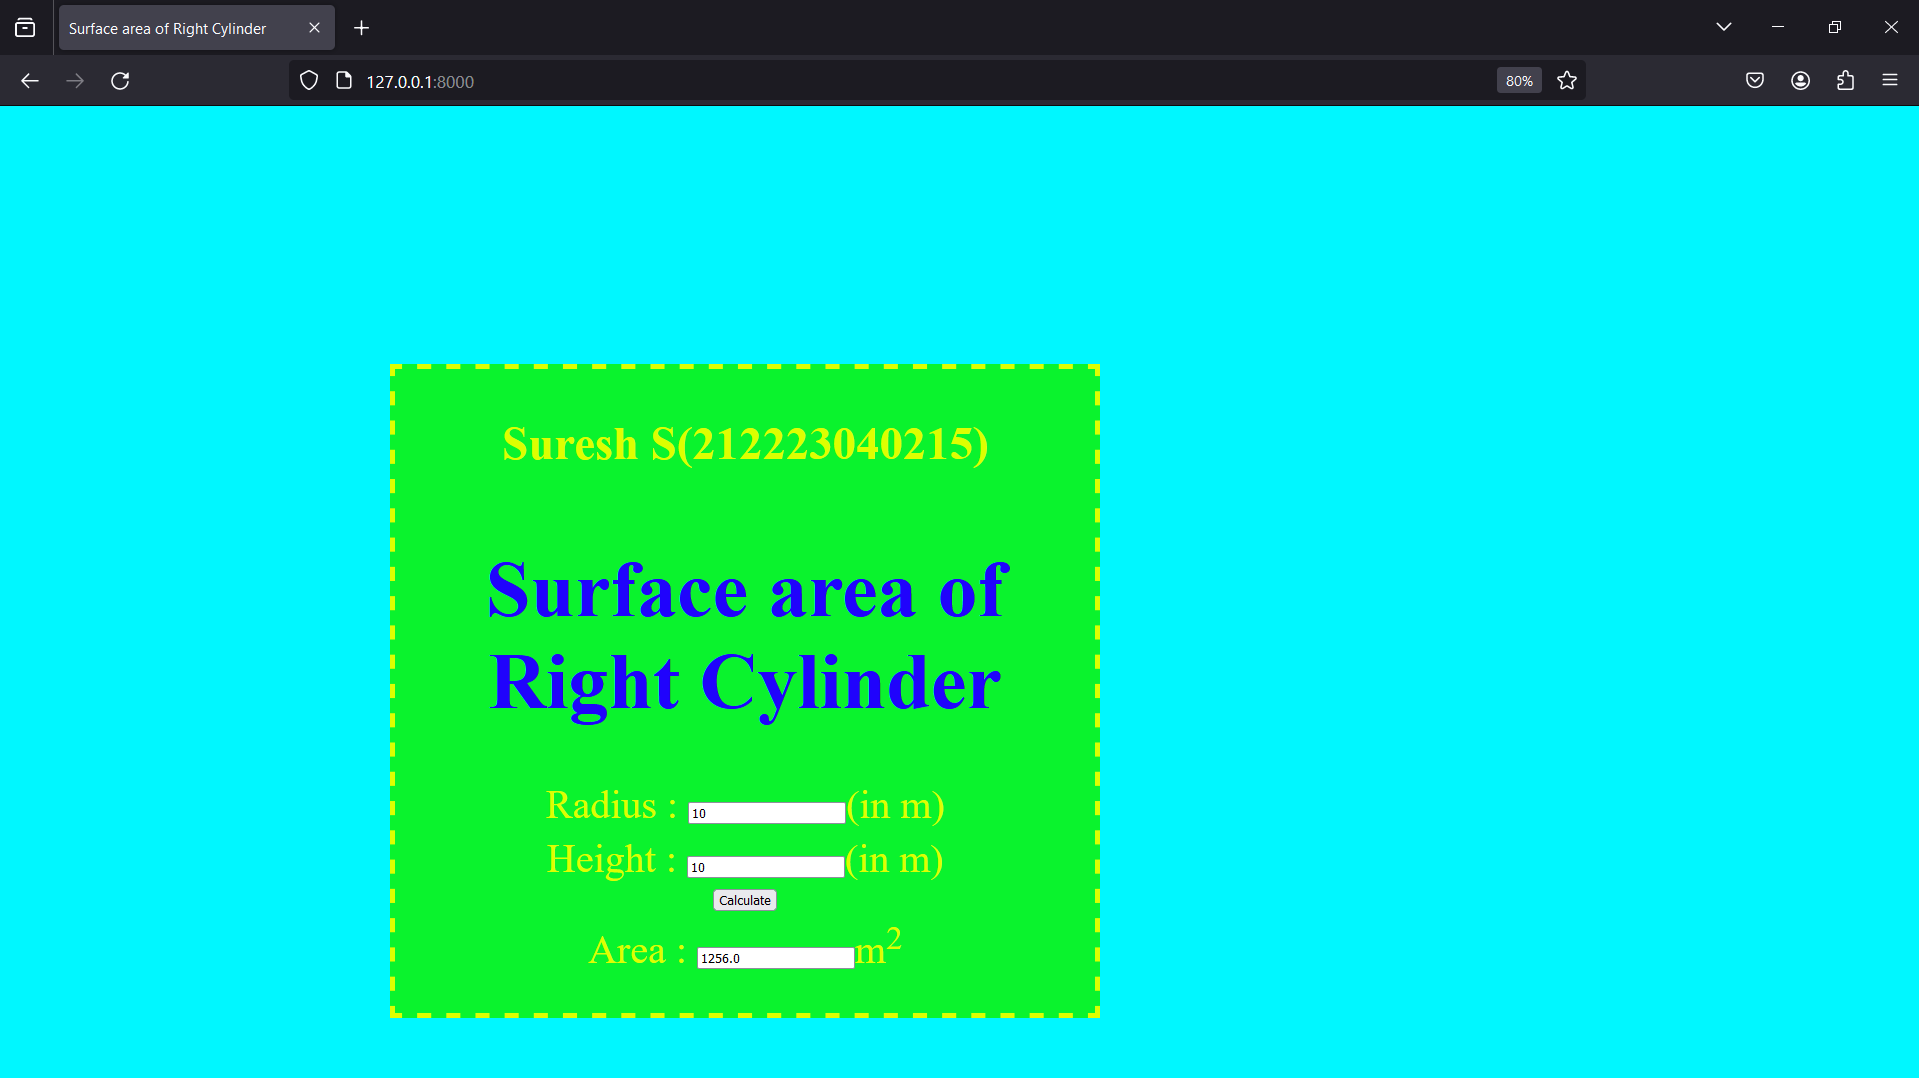 Surface area of Right Cylinder
127.0.0.1:8000
80%
Suresh S(212223040215)
Surface area of
Right Cylinder
Radius : 10 (in m)
Height : 10 (in m)
Calculate
Area : 1256.0 m²